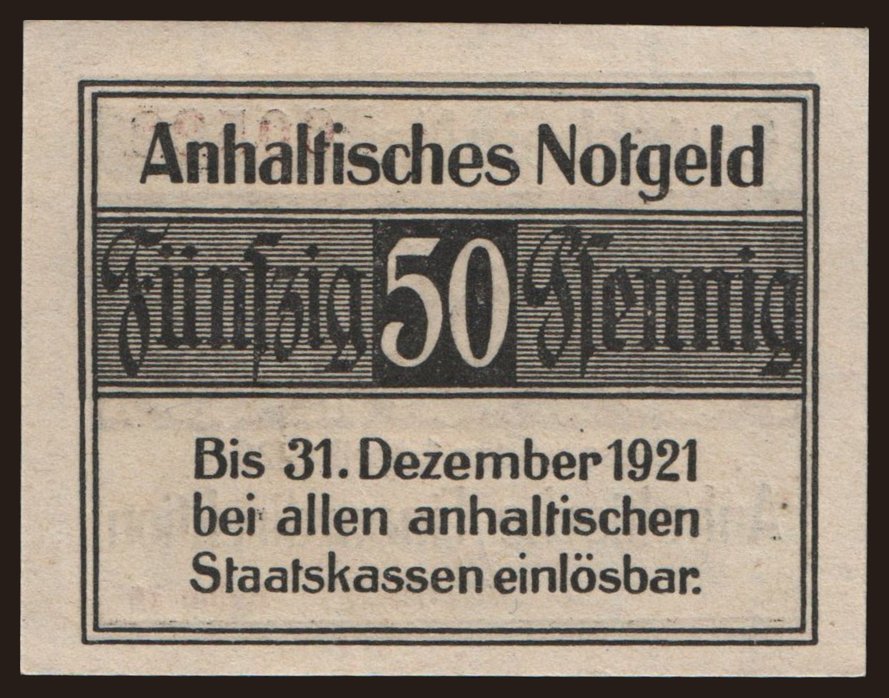 Anhaltisches Notgeld
Fünfzig 50 Pfennig
Bis 31. Dezember 1921
bei allen anhaltischen
Staatskassen einlösbar.